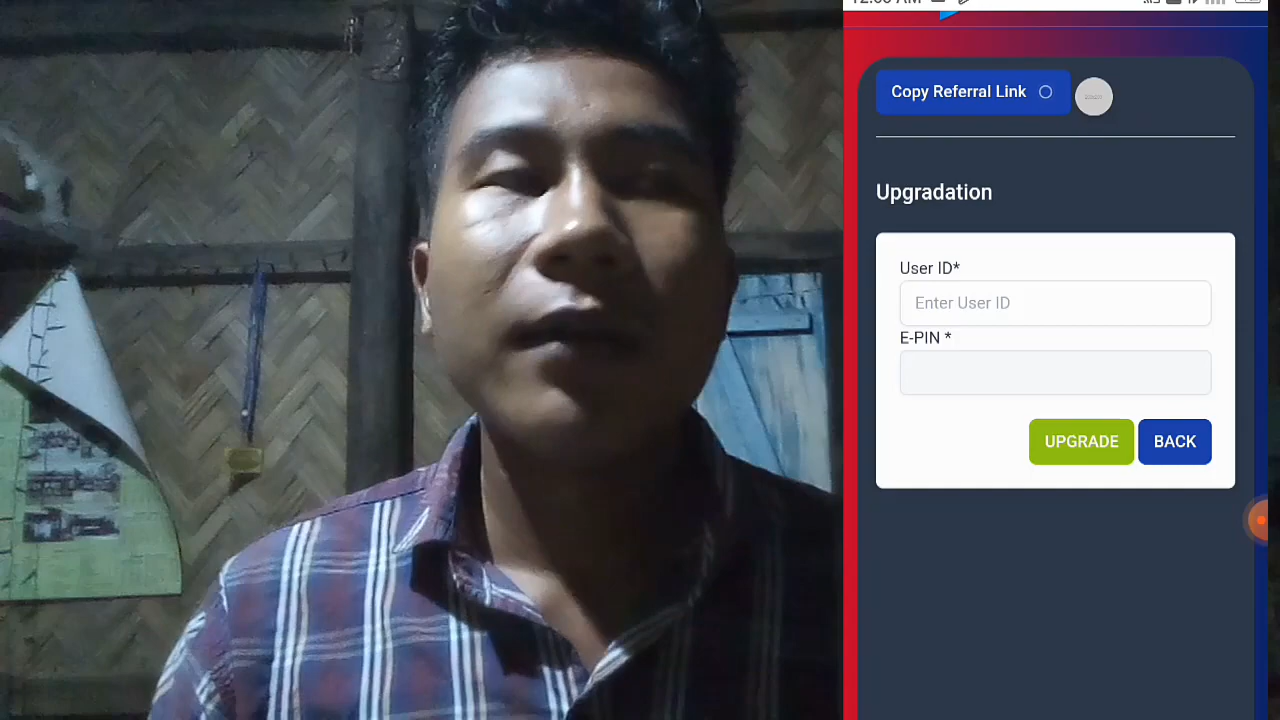 Copy Referral Link
Upgradation
User ID*
Enter User ID
E-PIN *
UPGRADE
BACK